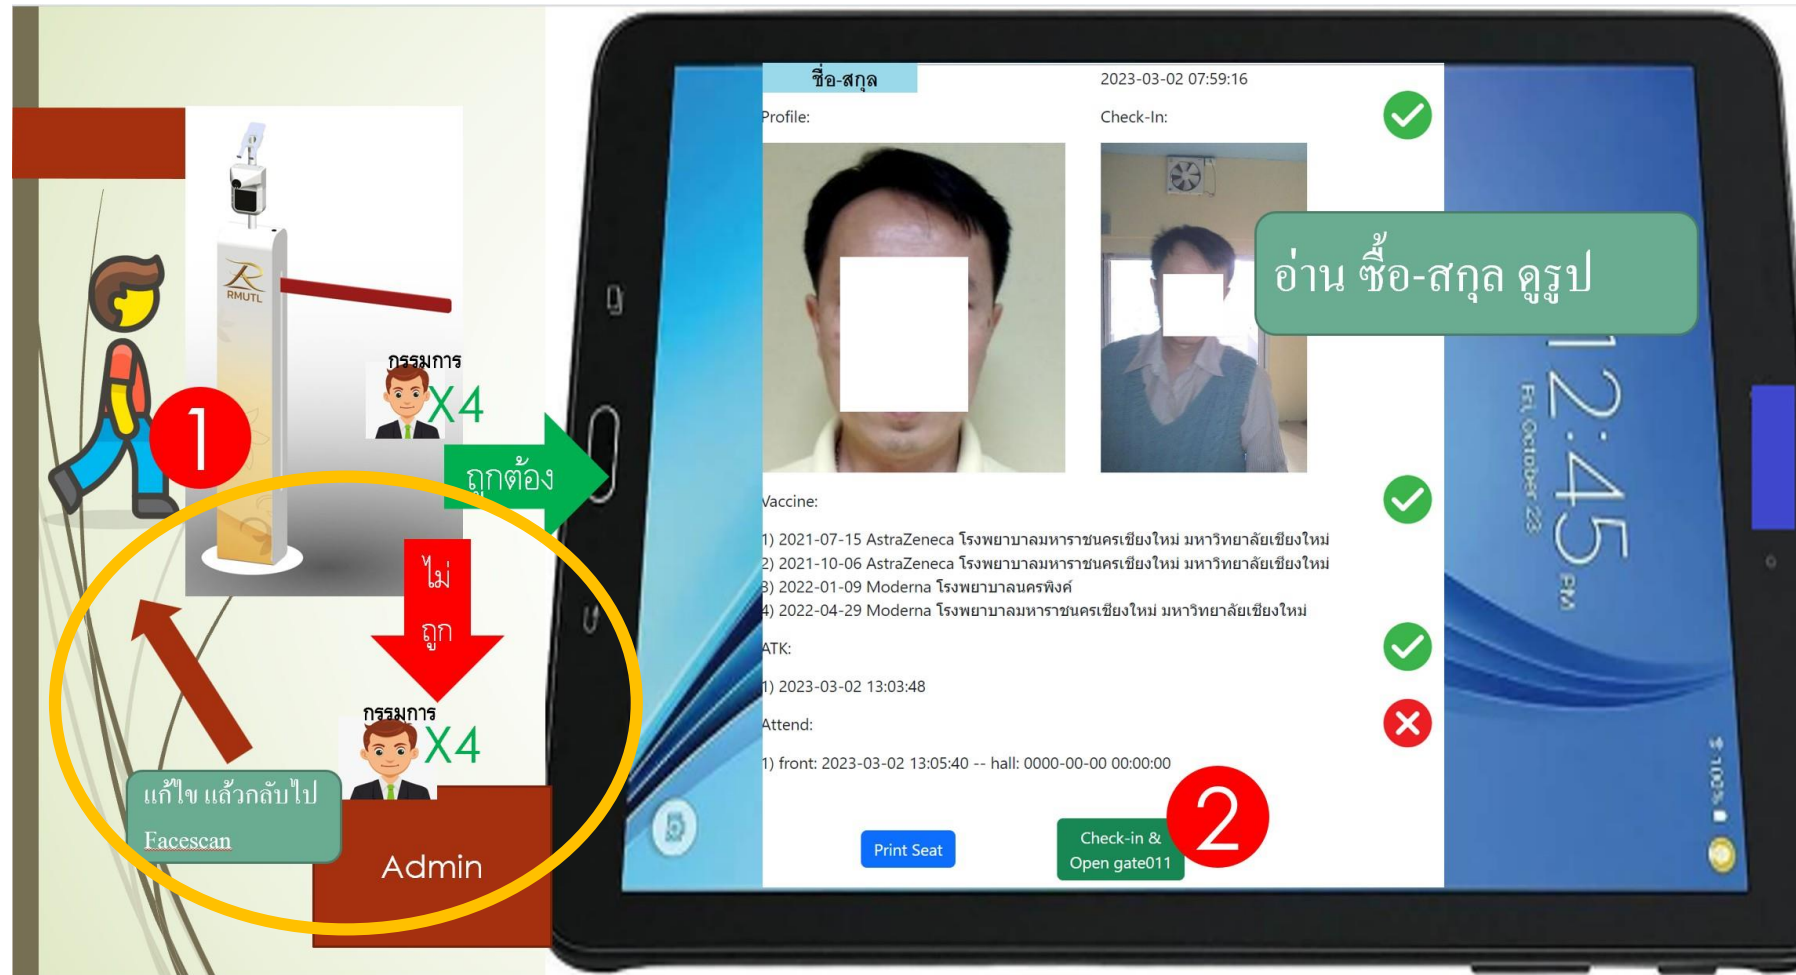 RMUTL
1
กรรมการ
X4
ถูกต้อง
ไม่
ถูก
กรรมการ
X4
แก้ไข แล้วกลับไป
Facescan
Admin
ชื่อ-สกุล
2023-03-02 07:59:16
Profile:
Check-In:
อ่าน ซื้อ-สกุล ดูรูป
Vaccine:
1) 2021-07-15 AstraZeneca โรงพยาบาลมหาราชนครเชียงใหม่ มหาวิทยาลัยเชียงใหม่
2) 2021-10-06 AstraZeneca โรงพยาบาลมหาราชนครเชียงใหม่ มหาวิทยาลัยเชียงใหม่
3) 2022-01-09 Moderna โรงพยาบาลนครพิงค์
4) 2022-04-29 Moderna โรงพยาบาลมหาราชนครเชียงใหม่ มหาวิทยาลัยเชียงใหม่
ATK:
1) 2023-03-02 13:03:48
Attend:
1) front: 2023-03-02 13:05:40 -- hall: 0000-00-00 00:00:00
Print Seat
Check-in &
Open gate011
2
12:45 PM
Fri, October 23
100%